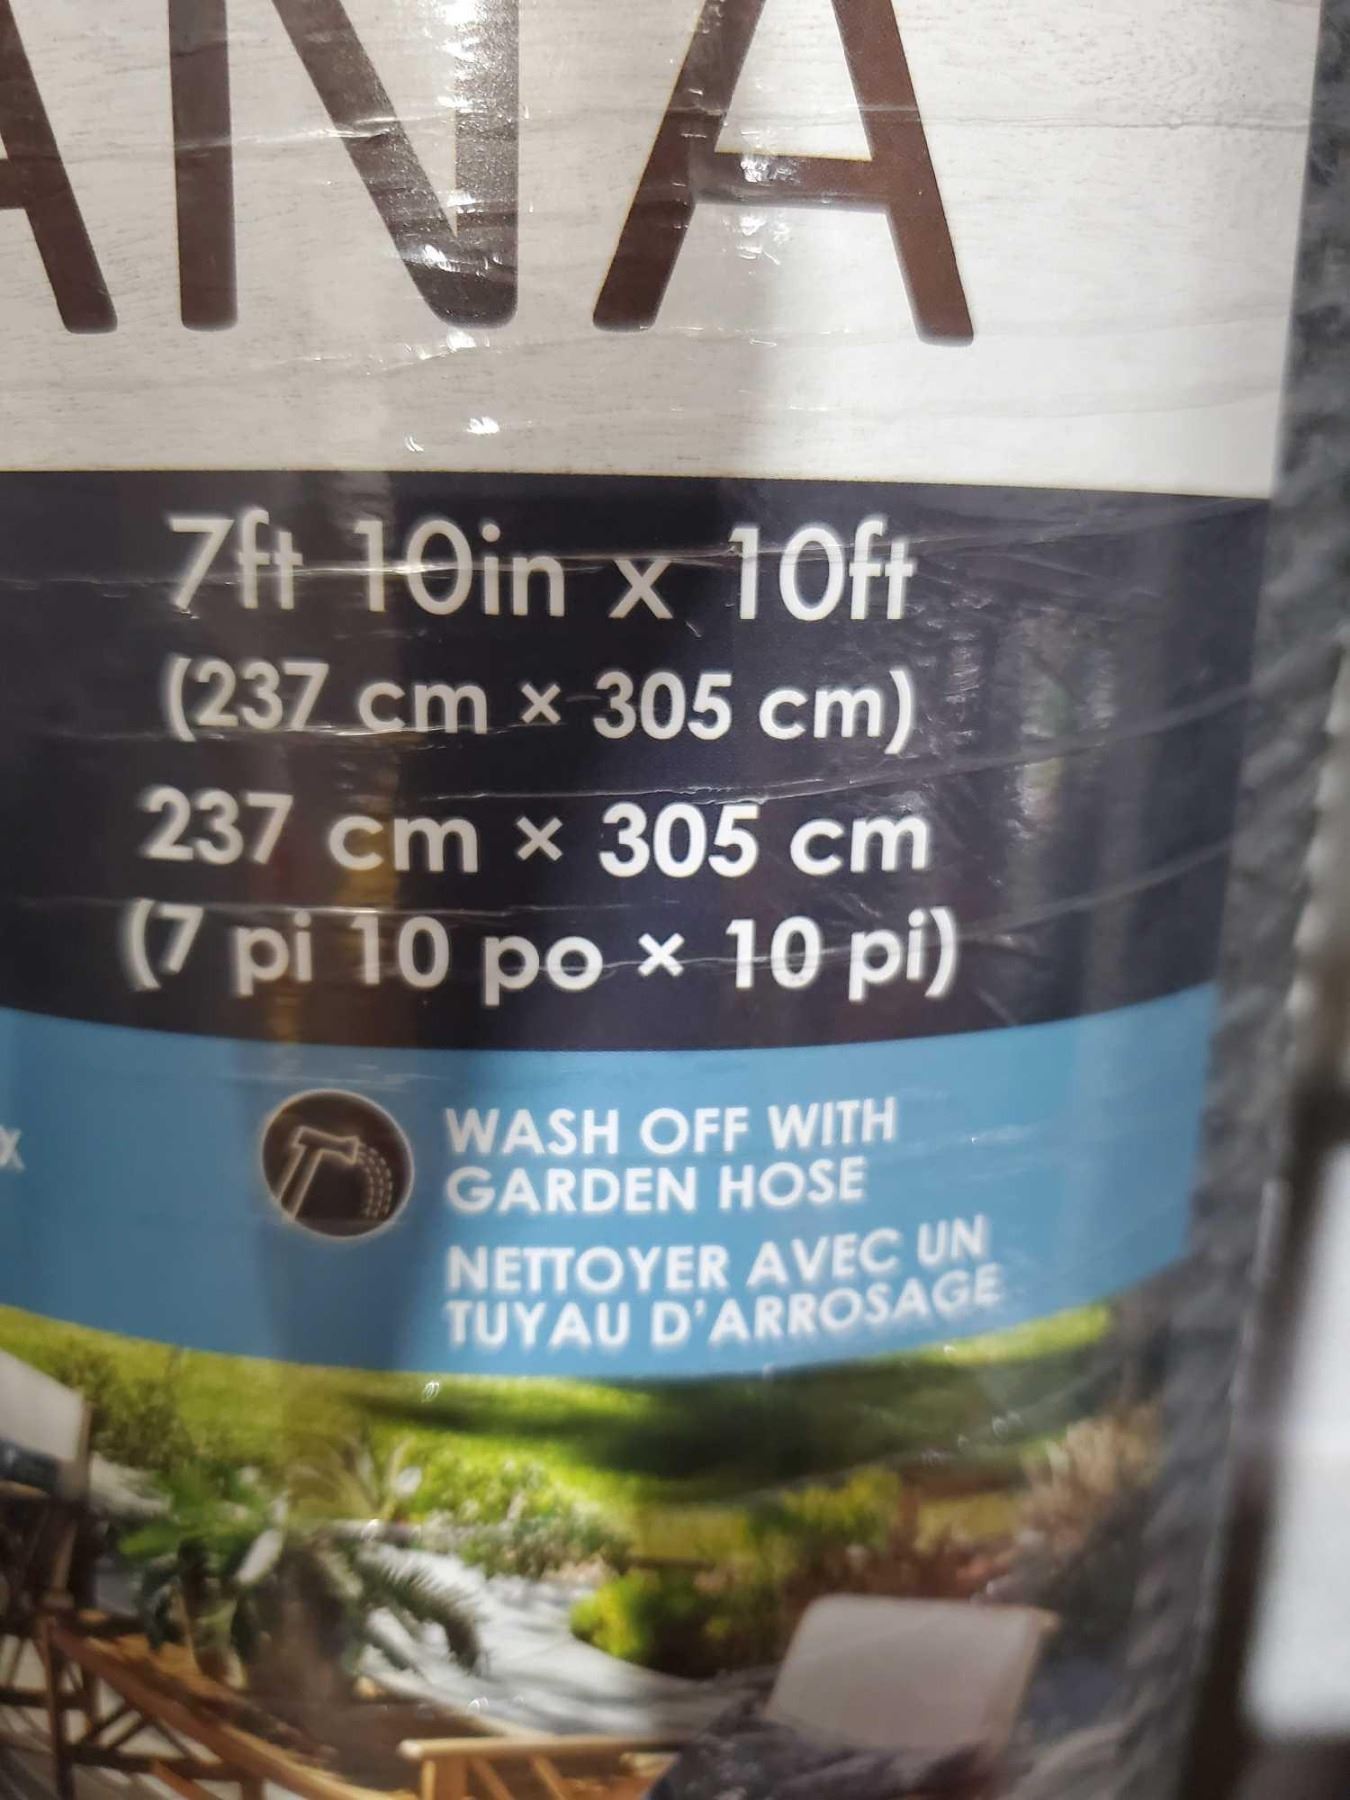 ANA
7ft 10in x 10ft
(237 cm × 305 cm)
237 cm × 305 cm
(7 pi 10 po × 10 pi)
WASH OFF WITH
GARDEN HOSE
NETTOYER AVEC UN
TUYAU D'ARROSAGE